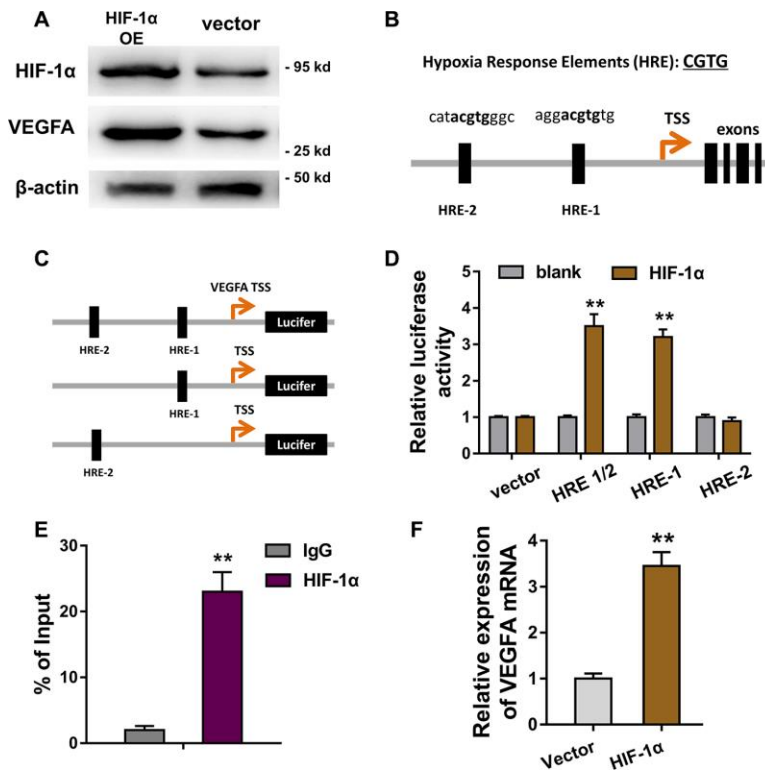 A
HIF-1α
OE
vector
HIF-1α
- 95 kd
VEGFA
- 25 kd
- 50 kd
β-actin
B
Hypoxia Response Elements (HRE): CGTG
catacgtgggc
aggacgtgtg
TSS
exons
HRE-2
HRE-1
C
VEGFA TSS
Lucifer
HRE-2
HRE-1
TSS
Lucifer
HRE-1
TSS
Lucifer
HRE-2
D
blank
HIF-1α
Relative luciferase
activity
5
4
3
2
1
0
**
**
vector
HRE 1/2
HRE-1
HRE-2
E
IgG
HIF-1α
% of Input
30
20
10
0
**
F
Relative expression
of VEGFA mRNA
4
2
0
**
Vector
HIF-1α